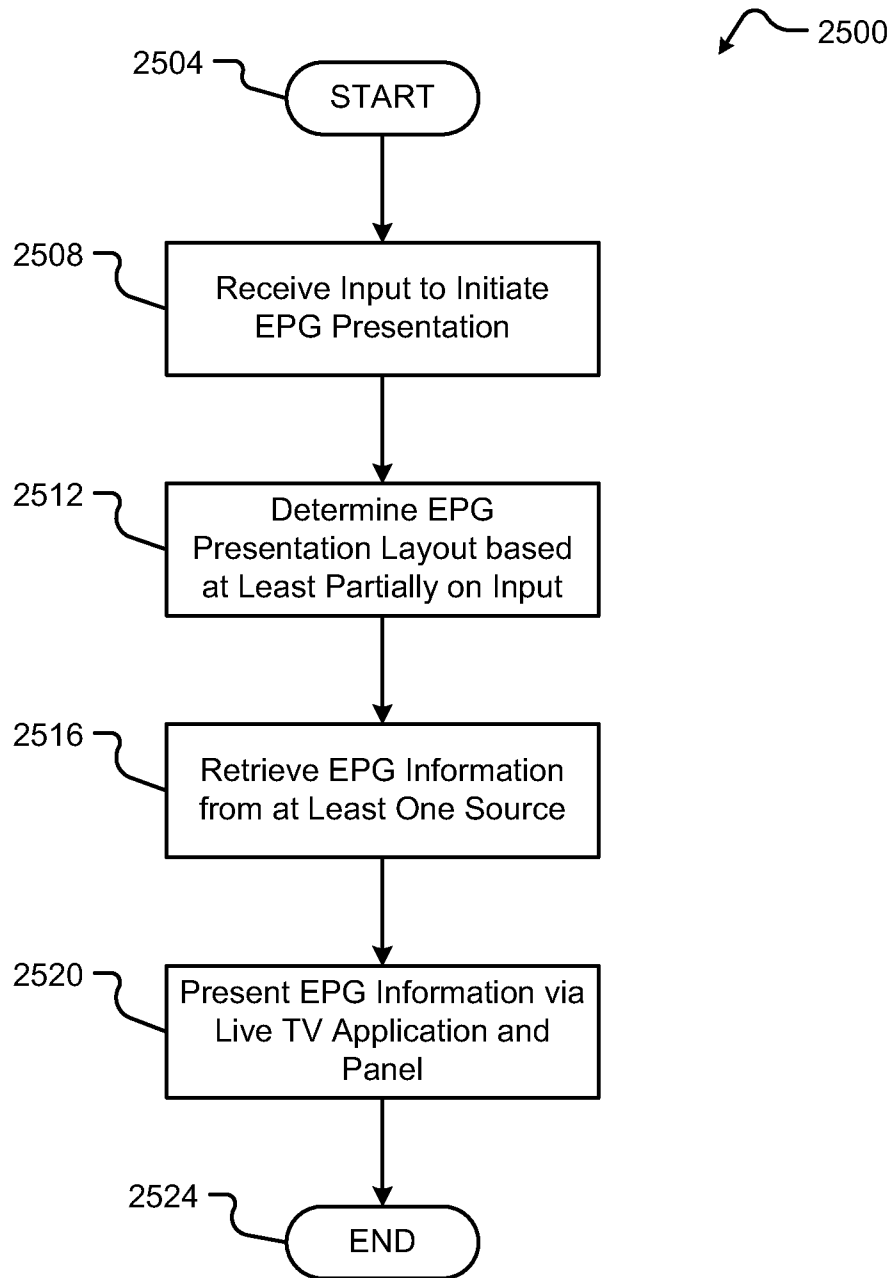 2500
2504
START
2508
Receive Input to Initiate
EPG Presentation
2512
Determine EPG
Presentation Layout based
at Least Partially on Input
2516
Retrieve EPG Information
from at Least One Source
2520
Present EPG Information via
Live TV Application and
Panel
2524
END